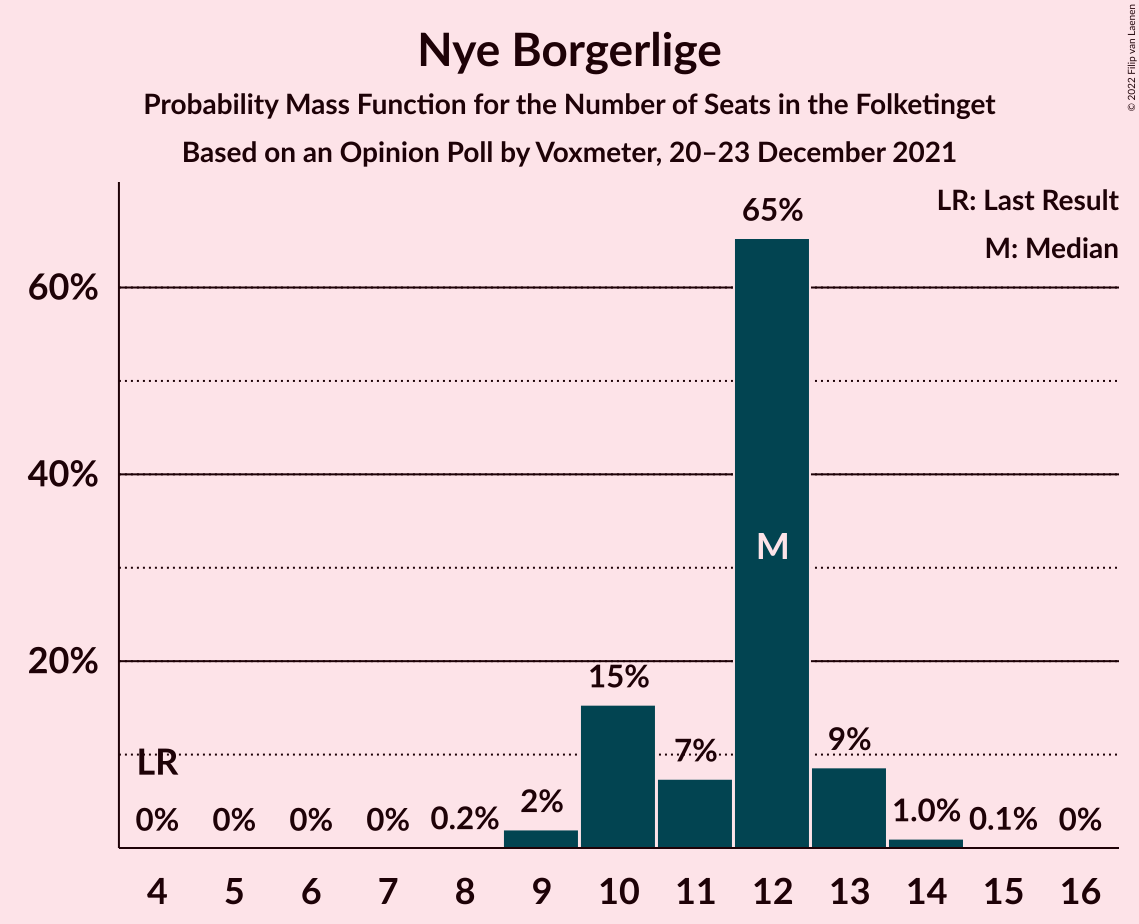 Nye Borgerlige
Probability Mass Function for the Number of Seats in the Folketinget
Based on an Opinion Poll by Voxmeter, 20–23 December 2021
© 2022 Filip van Laenen
LR: Last Result
M: Median
65%
60%
40%
M
20%
15%
7%
9%
LR
0%
0%
0%
0%
0.2%
2%
1.0%
0.1%
0%
4 5 6 7 8 9 10 11 12 13 14 15 16